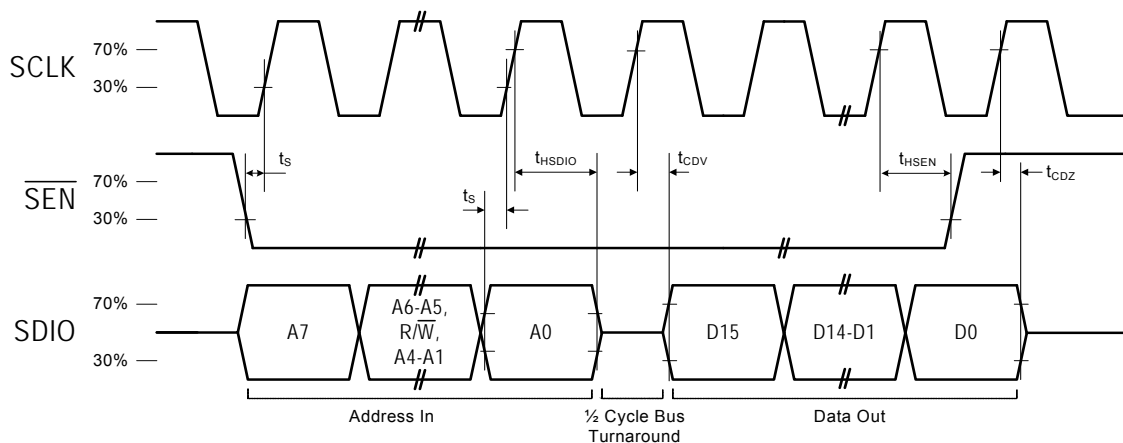 SCLK
70%
30%
tS
tHSDIO
tCDV
tHSEN
tCDZ
SEN
70%
30%
tS
SDIO
70%
30%
A7
A6-A5,
R/W,
A4-A1
A0
D15
D14-D1
D0
Address In
½ Cycle Bus
Turnaround
Data Out